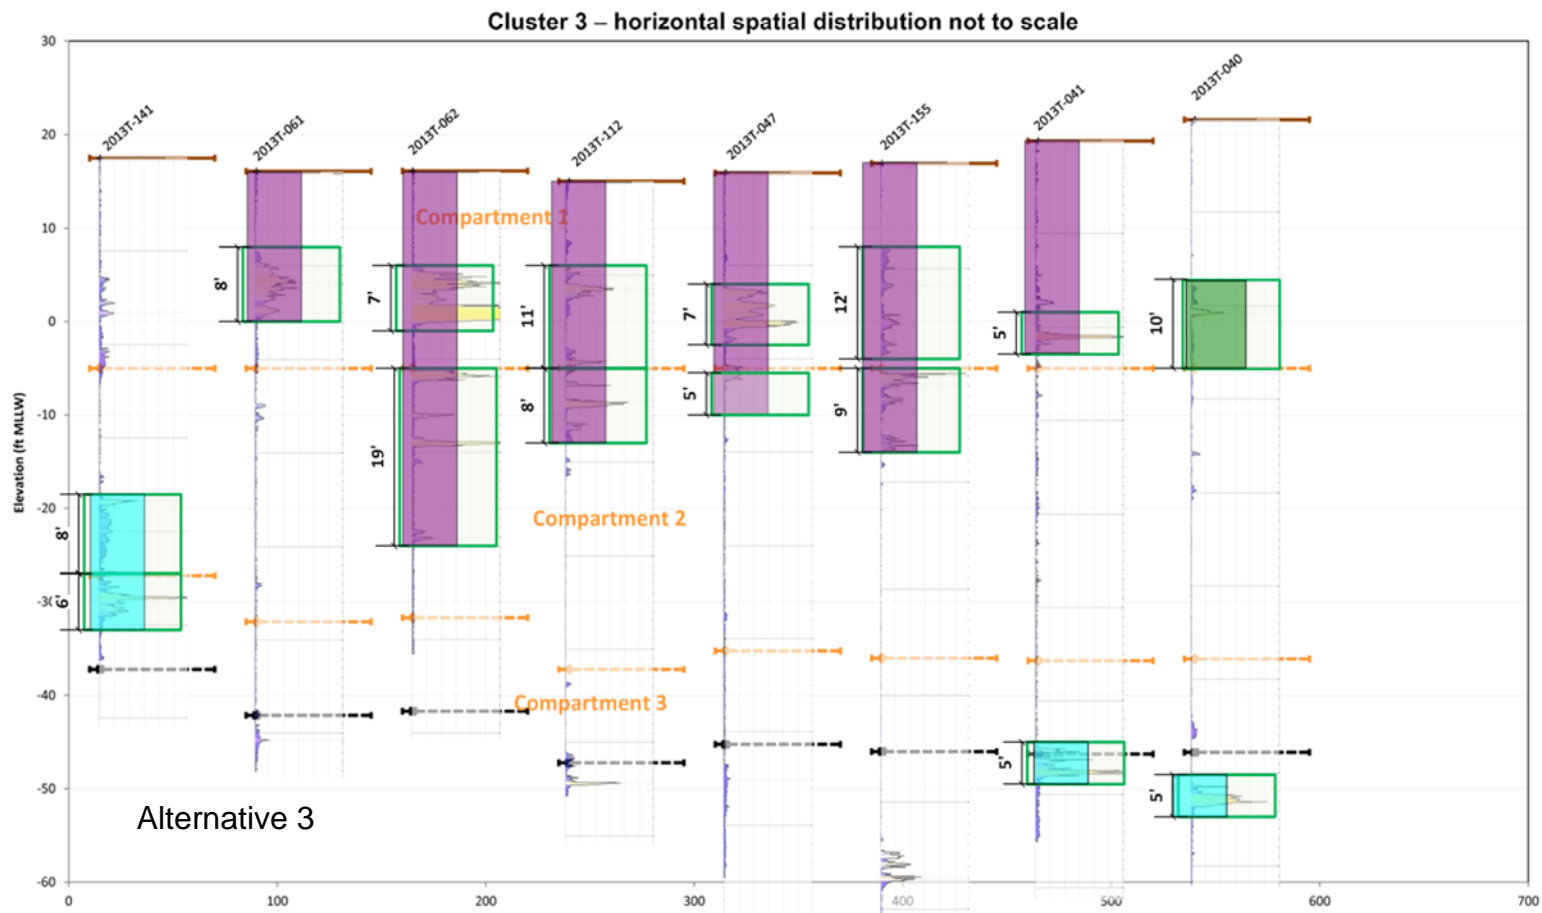 Cluster 3 – horizontal spatial distribution not to scale
30
20
10
0
-10
-20
-30
-40
-50
-60
Elevation (ft MLLW)
2013T-141
2013T-061
2013T-062
2013T-112
2013T-047
2013T-155
2013T-041
2013T-040
Compartment 1
8'
7'
11'
7'
12'
5'
10'
19'
8'
5'
9'
Compartment 2
8'
6'
Compartment 3
5'
5'
Alternative 3
0
100
200
300
400
500
600
700